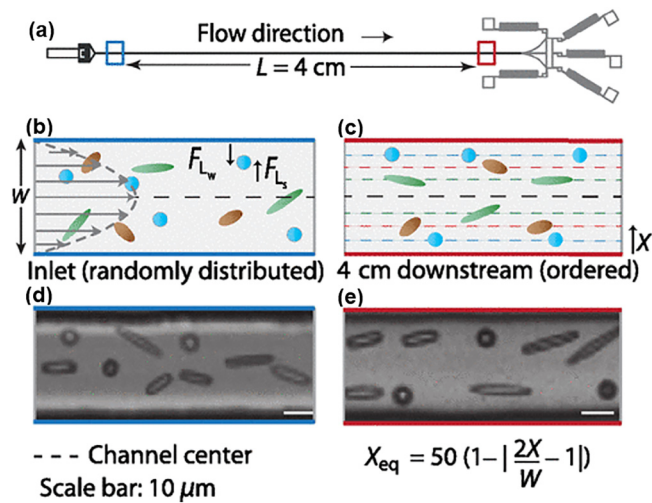 (a)
Flow direction
L = 4 cm
(b)
(c)
W
F_Lw
F_Ls
X
Inlet (randomly distributed)
4 cm downstream (ordered)
(d)
(e)
--- Channel center
Scale bar: 10 µm
X_eq = 50 (1-|2X/W - 1|)